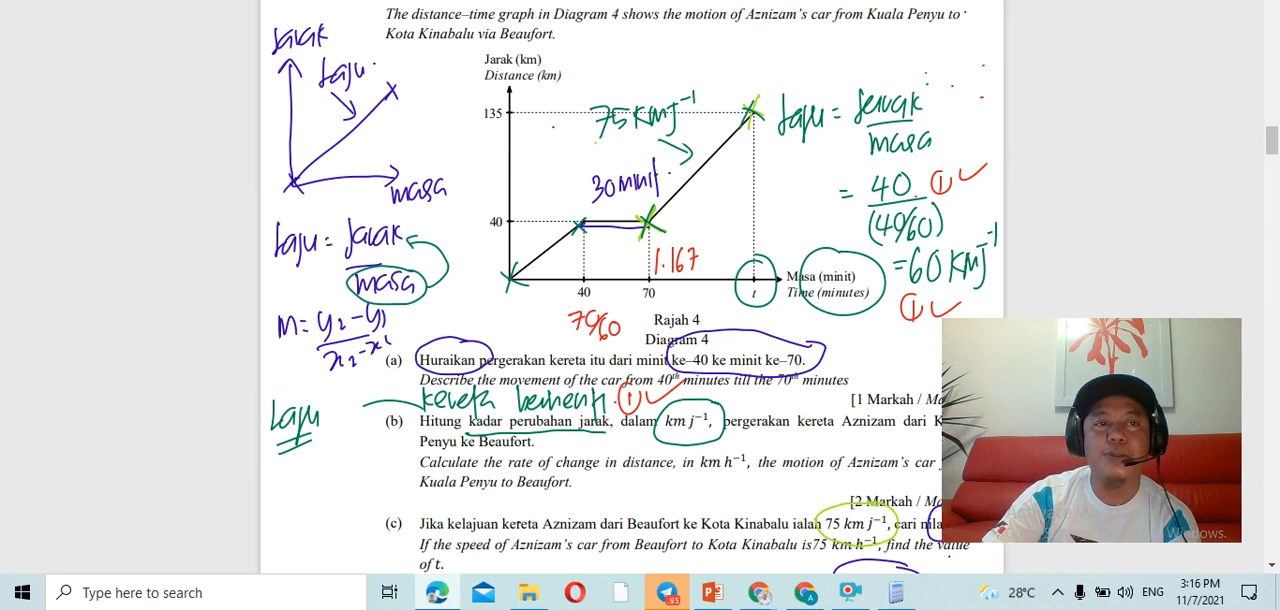 The distance–time graph in Diagram 4 shows the motion of Aznizam's car from Kuala Penyu to
Kota Kinabalu via Beaufort.
Jarak
laju
masa
laju = jarak
masa
m = y₂ - y₁
x₂ - x₁
Laju
Jarak (km)
Distance (km)
135
40
75 KMj⁻¹
30 minit
1.167
40
70
t
Masa (minit)
Time (minutes)
70/60
Rajah 4
Diagram 4
laju = jarak
masa
= 40 ①✓
(40/60)
= 60 KMJ⁻¹
①✓
(a) Huraikan pergerakan kereta itu dari minit ke–40 ke minit ke–70.
Describe the movement of the car from 40th minutes till the 70th minutes
kereta berhenti. ①✓
[1 Markah /
(b) Hitung kadar perubahan jarak, dalam km j⁻¹, pergerakan kereta Aznizam dari
Penyu ke Beaufort.
Calculate the rate of change in distance, in km h⁻¹, the motion of Aznizam's car
Kuala Penyu to Beaufort.
[2 Markah /
(c) Jika kelajuan kereta Aznizam dari Beaufort ke Kota Kinabalu ialah 75 km j⁻¹, cari
If the speed of Aznizam's car from Beaufort to Kota Kinabalu is75 km h⁻¹, find the value
of t.
Windows.
Type here to search
95
28°C
ENG
3:16 PM
11/7/2021